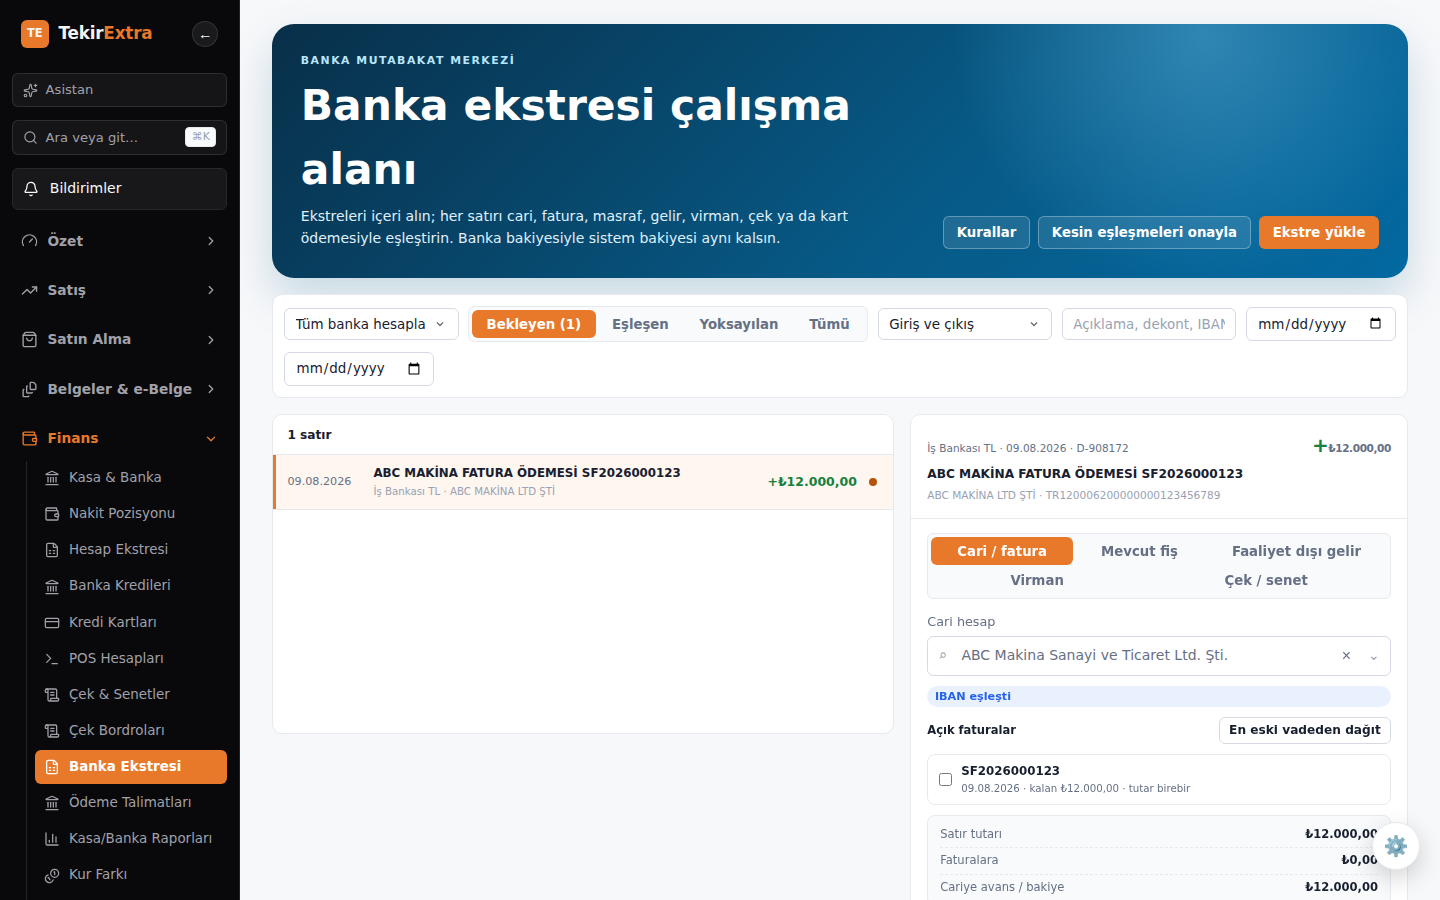 TE TekirExtra ←
Asistan
Ara veya git... ⌘K
Bildirimler
Özet
Satış
Satın Alma
Belgeler & e-Belge
Finans
Kasa & Banka
Nakit Pozisyonu
Hesap Ekstresi
Banka Kredileri
Kredi Kartları
POS Hesapları
Çek & Senetler
Çek Bordroları
Banka Ekstresi
Ödeme Talimatları
Kasa/Banka Raporları
Kur Farkı
BANKA MUTABAKAT MERKEZİ
Banka ekstresi çalışma
alanı
Ekstreleri içeri alın; her satırı cari, fatura, masraf, gelir, virman, çek ya da kart
ödemesiyle eşleştirin. Banka bakiyesiyle sistem bakiyesi aynı kalsın.
Kurallar Kesin eşleşmeleri onayla Ekstre yükle
Tüm banka hesapla Bekleyen (1) Eşleşen Yoksayılan Tümü Giriş ve çıkış Açıklama, dekont, IBAN mm/dd/yyyy
mm/dd/yyyy
1 satır
09.08.2026 ABC MAKİNA FATURA ÖDEMESİ SF2026000123 +₺12.000,00
İş Bankası TL · ABC MAKİNA LTD ŞTİ
İş Bankası TL · 09.08.2026 · D-908172 +₺12.000,00
ABC MAKİNA FATURA ÖDEMESİ SF2026000123
ABC MAKİNA LTD ŞTİ · TR120006200000000123456789
Cari / fatura Mevcut fiş Faaliyet dışı gelir
Virman Çek / senet
Cari hesap
ABC Makina Sanayi ve Ticaret Ltd. Şti. ×
IBAN eşleşti
Açık faturalar En eski vadeden dağıt
SF2026000123
09.08.2026 · kalan ₺12.000,00 · tutar birebir
Satır tutarı ₺12.000,00
Faturalara ₺0,00
Cariye avans / bakiye ₺12.000,00